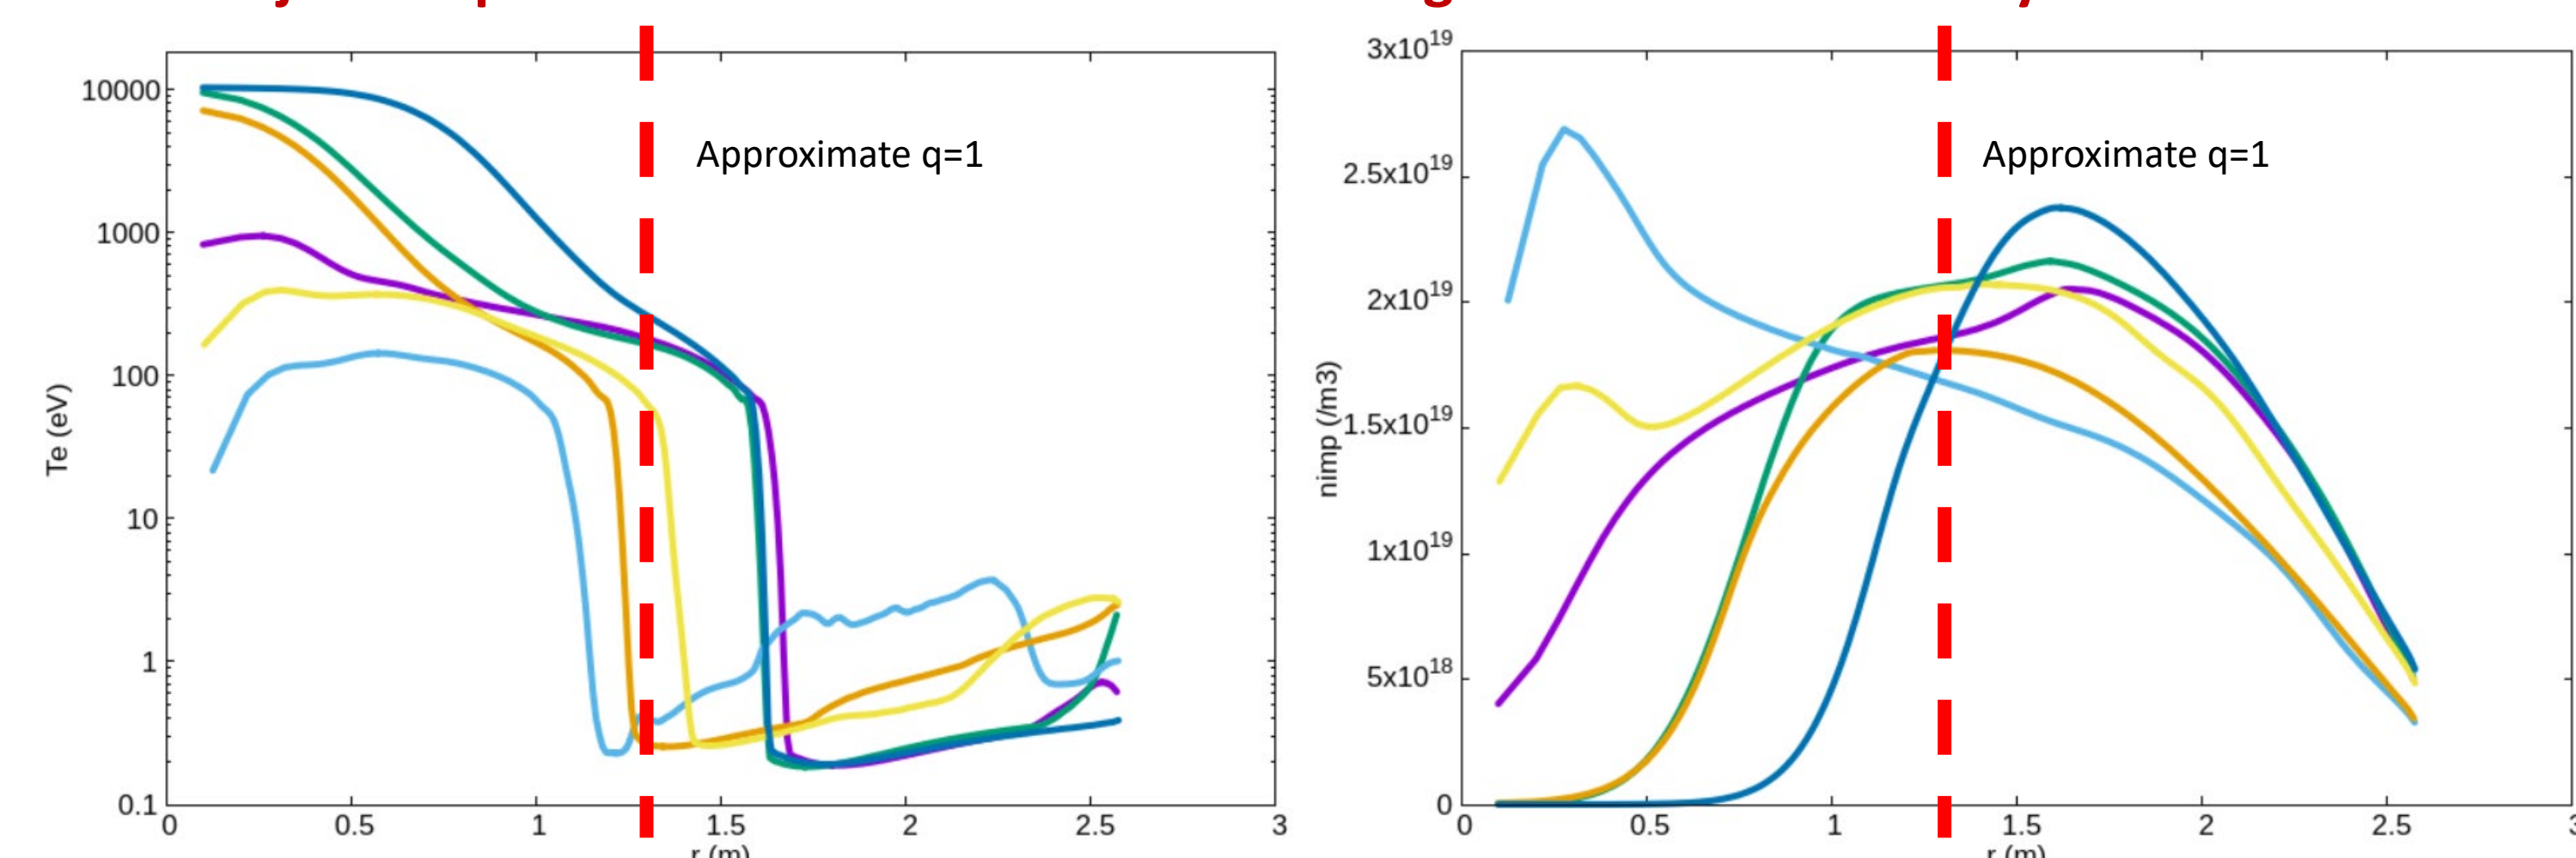 10000
1000
100
10
1
0.1
Te (eV)
0
0.5
1
1.5
2
2.5
3
r (m)
Approximate q=1
3x10¹⁹
2.5x10¹⁹
2x10¹⁹
1.5x10¹⁹
1x10¹⁹
5x10¹⁸
0
nimp (/m3)
0
0.5
1
1.5
2
2.5
r (m)
Approximate q=1